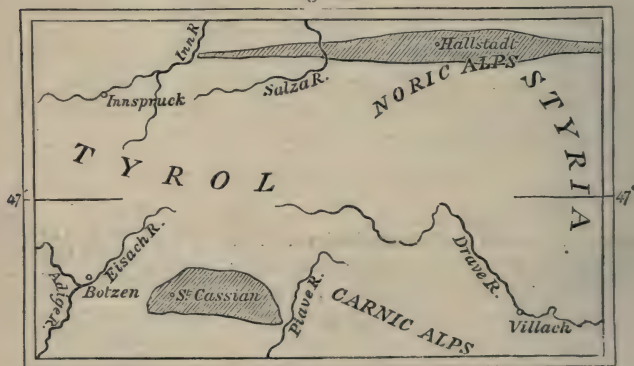 Inn R.
Hallstadt
Innspruck
Salza R.
NORIC ALPS
STYRIA
TYROL
47
47
Eisach R.
Drave R.
Adige R.
Botzen
St. Cassian
Piave R.
CARNIC ALPS
Villach